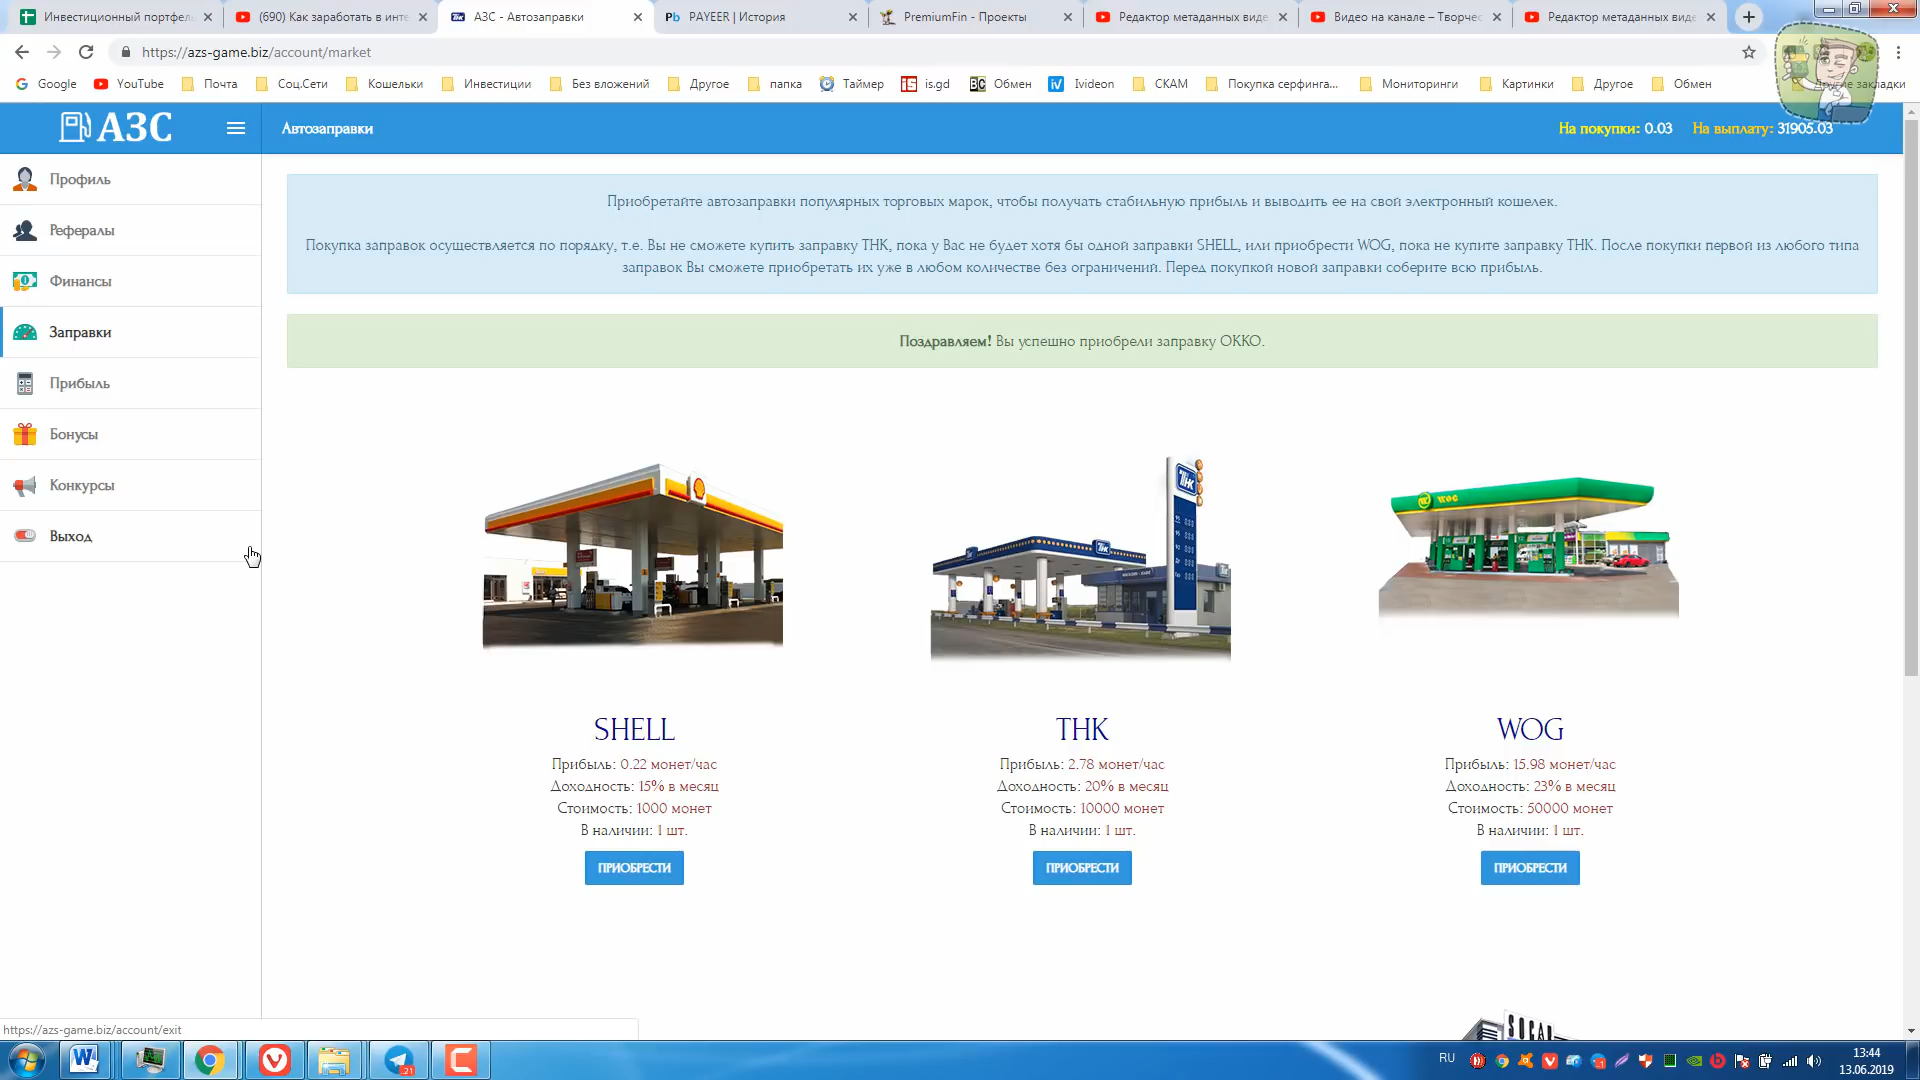 Инвестиционный портфел
(690) Как заработать в инте
АЗС - Автозаправки
PAYEER | История
PremiumFin - Проекты
Редактор метаданных виде
Видео на канале – Творчес
Редактор метаданных виде
https://azs-game.biz/account/market
Google
YouTube
Почта
Соц.Сети
Кошельки
Инвестиции
Без вложений
Другое
папка
Таймер
is.gd
Обмен
Ivideon
СКАМ
Покупка серфинга...
Мониторинги
Картинки
Другое
Обмен
Другие закладки
АЗС
Автозаправки
На покупки: 0.03
На выплату: 31905.03
Профиль
Рефералы
Финансы
Заправки
Прибыль
Бонусы
Конкурсы
Выход
Приобретайте автозаправки популярных торговых марок, чтобы получать стабильную прибыль и выводить ее на свой электронный кошелек.
Покупка заправок осуществляется по порядку, т.е. Вы не сможете купить заправку ТНК, пока у Вас не будет хотя бы одной заправки SHELL, или приобрести WOG, пока не купите заправку ТНК. После покупки первой из любого типа
заправок Вы сможете приобретать их уже в любом количестве без ограничений. Перед покупкой новой заправки соберите всю прибыль.
Поздравляем! Вы успешно приобрели заправку ОККО.
SHELL
Прибыль: 0.22 монет/час
Доходность: 15% в месяц
Стоимость: 1000 монет
В наличии: 1 шт.
ПРИОБРЕСТИ
ТНК
Прибыль: 2.78 монет/час
Доходность: 20% в месяц
Стоимость: 10000 монет
В наличии: 1 шт.
ПРИОБРЕСТИ
WOG
Прибыль: 15.98 монет/час
Доходность: 23% в месяц
Стоимость: 50000 монет
В наличии: 1 шт.
ПРИОБРЕСТИ
SOCAR
https://azs-game.biz/account/exit
RU
13:44
13.06.2019